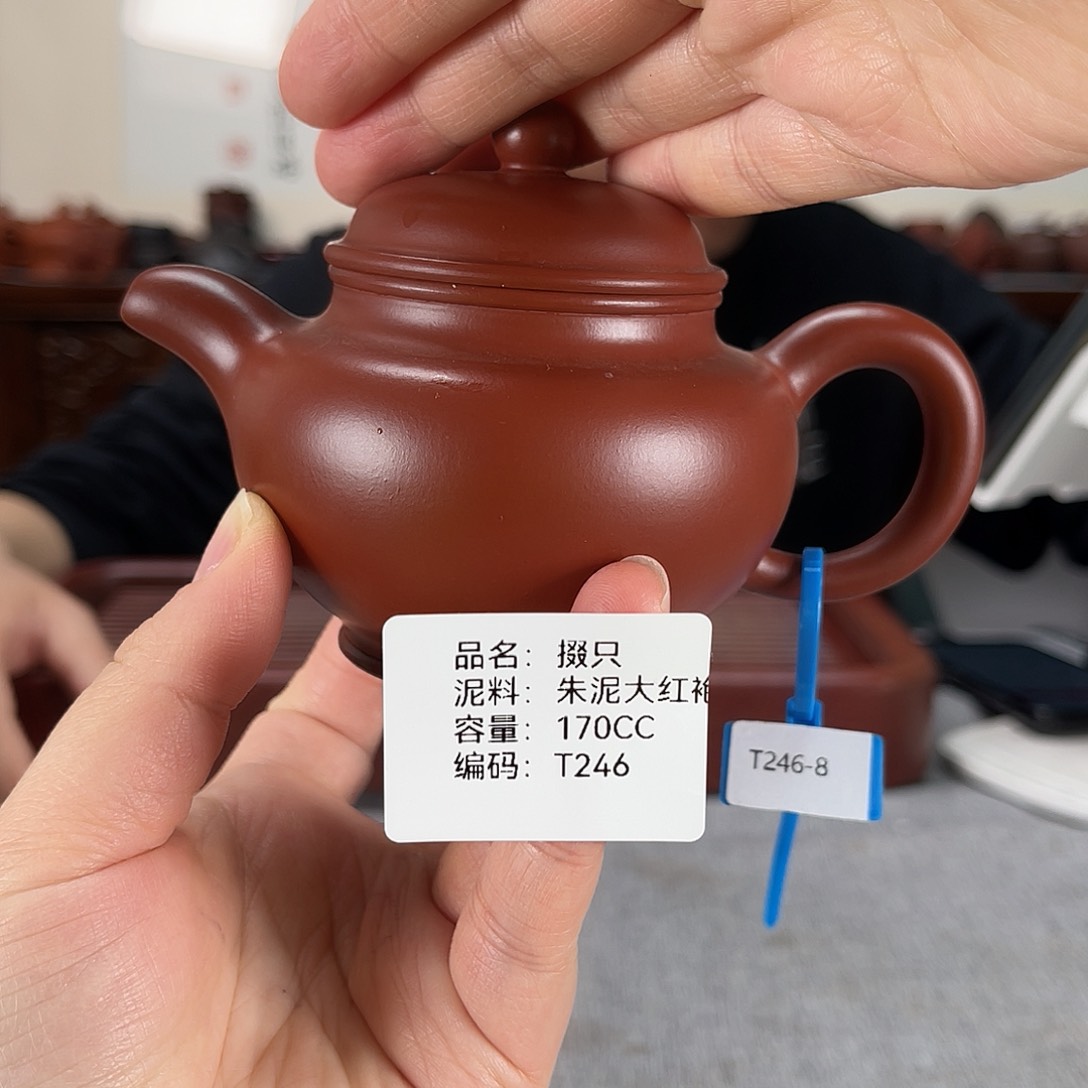 品名：掇只
泥料：朱泥大红袍
容量：170CC
编码：T246
T246-8